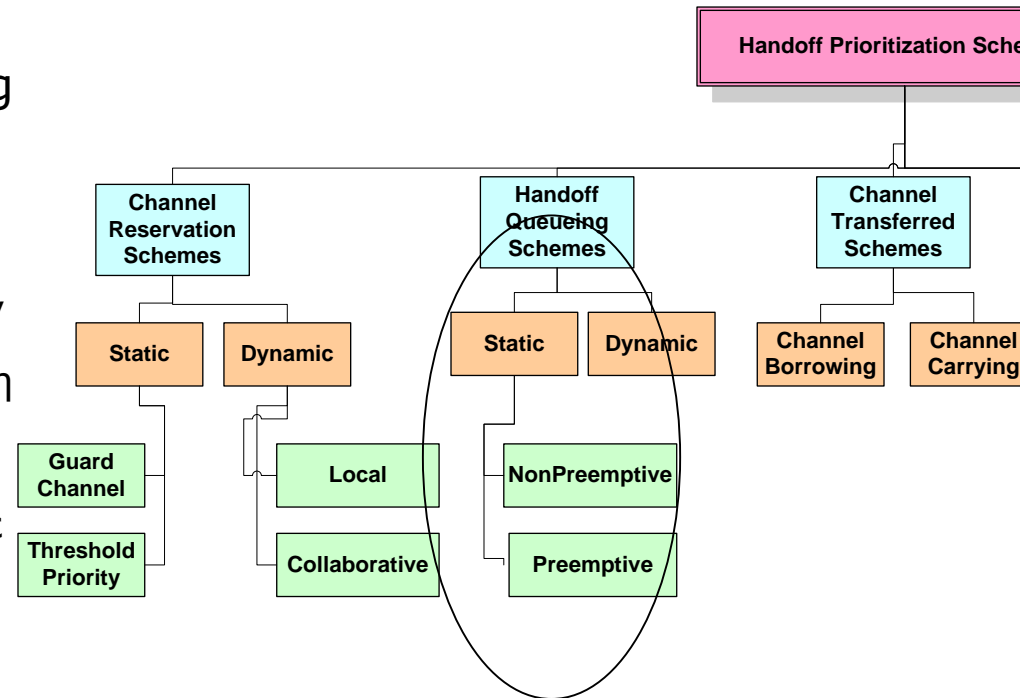 Handoff Prioritization Sche
g
Channel
Reservation
Schemes
Handoff
Queueing
Schemes
Channel
Transferred
Schemes
Static
Dynamic
Static
Dynamic
Channel
Borrowing
Channel
Carrying
Guard
Channel
Local
NonPreemptive
Threshold
Priority
Collaborative
Preemptive